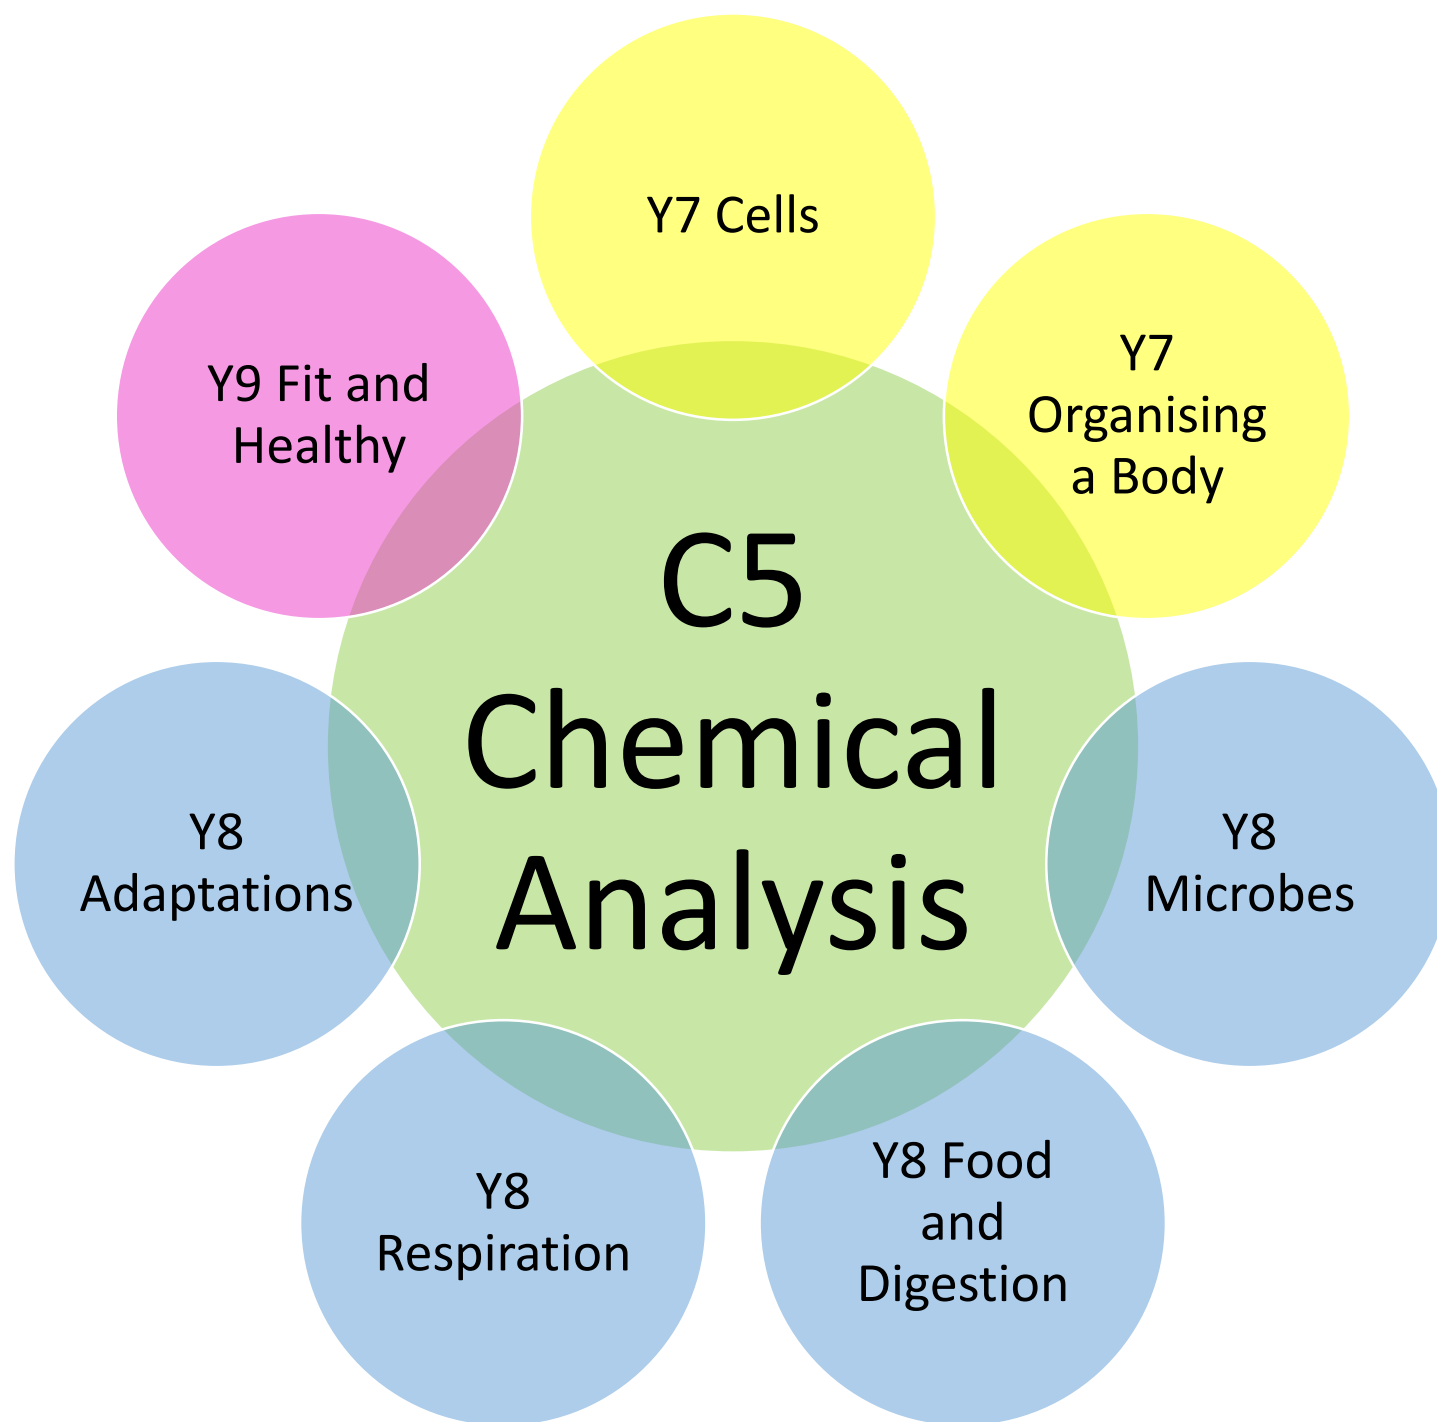 Y7 Cells
Y7
Organising
a Body
Y8
Microbes
Y8 Food
and
Digestion
Y8
Respiration
Y8
Adaptations
Y9 Fit and
Healthy
C5
Chemical
Analysis